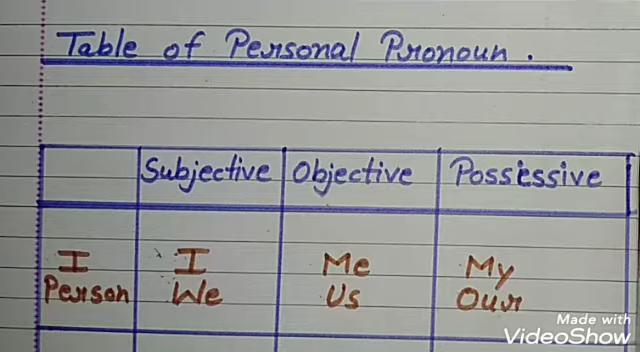 Table of Personal Pronoun.
Subjective Objective Possessive
I I Me My
Person We Us Our
Made with
VideoShow